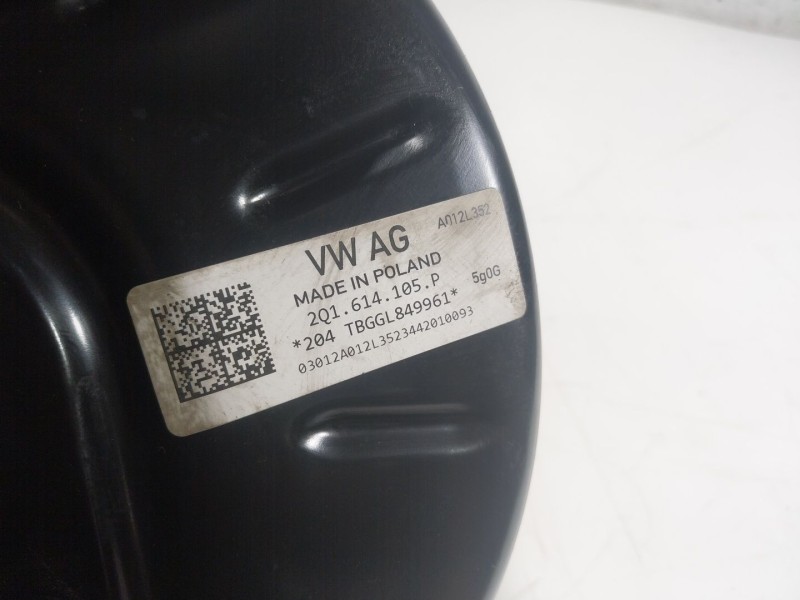 A012L352
VW AG
MADE IN POLAND
2Q1.614.105.P 5g0G
*204 TBGGL849961*
03012A012L3523442010093